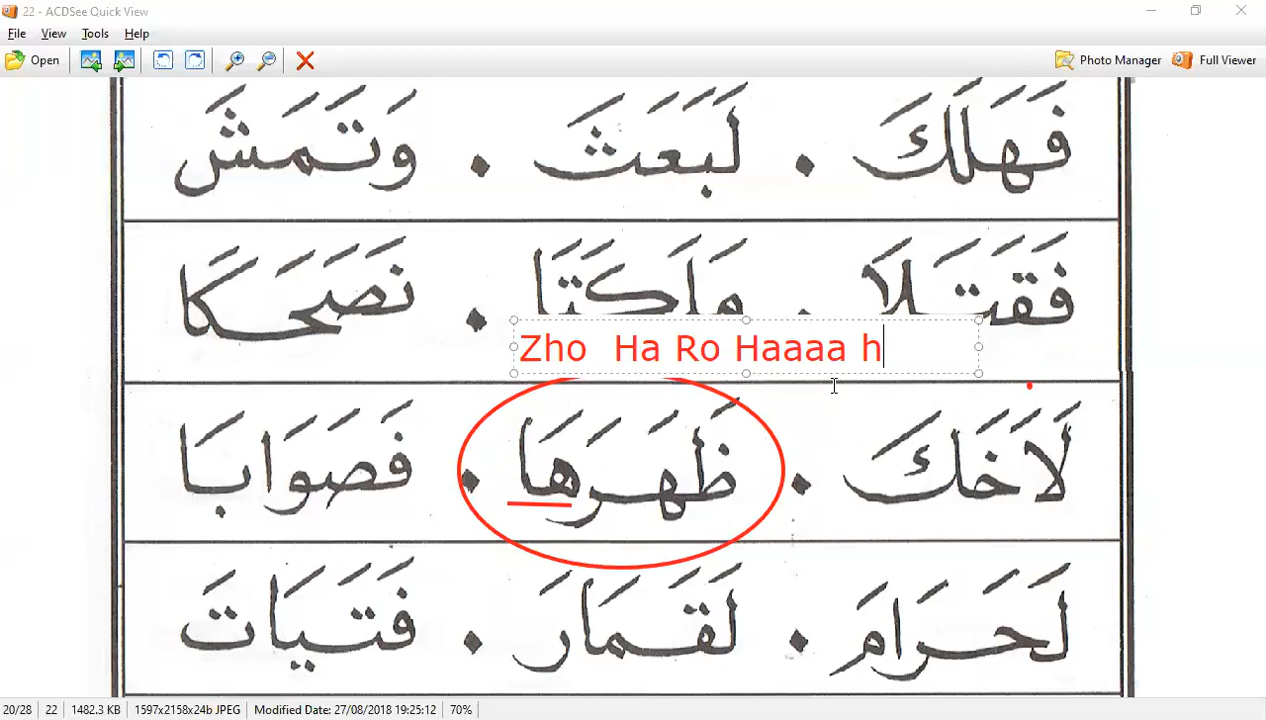 22 - ACDSee Quick View
File View Tools Help
Open Photo Manager Full Viewer
فَهَلَكَ • لَبَعَثَ • وَتَمَشَ
فَقَتَلَا • مَلَكَتَا • نَصَحَكَا
Zho Ha Ro Haaaa h
لَاَخَكَ • ظَهَرَهَا • فَصَوَابَا
لَحَرَامَ • لَقَمَارَ • فَتَيَاتَ
20/28 22 1482.3 KB 1597x2158x24b JPEG Modified Date: 27/08/2018 19:25:12 70%